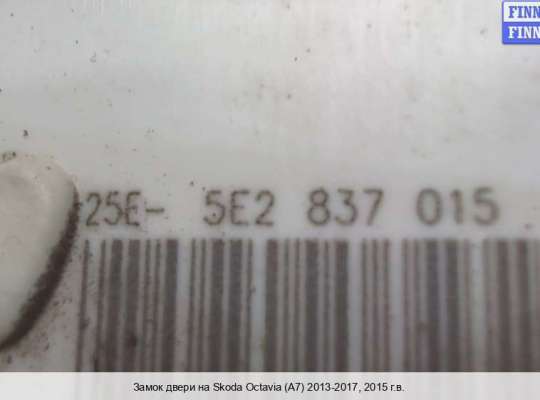 FINN
FINN
25E- 5E2 837 015
Замок двери на Skoda Octavia (A7) 2013-2017, 2015 г.в.